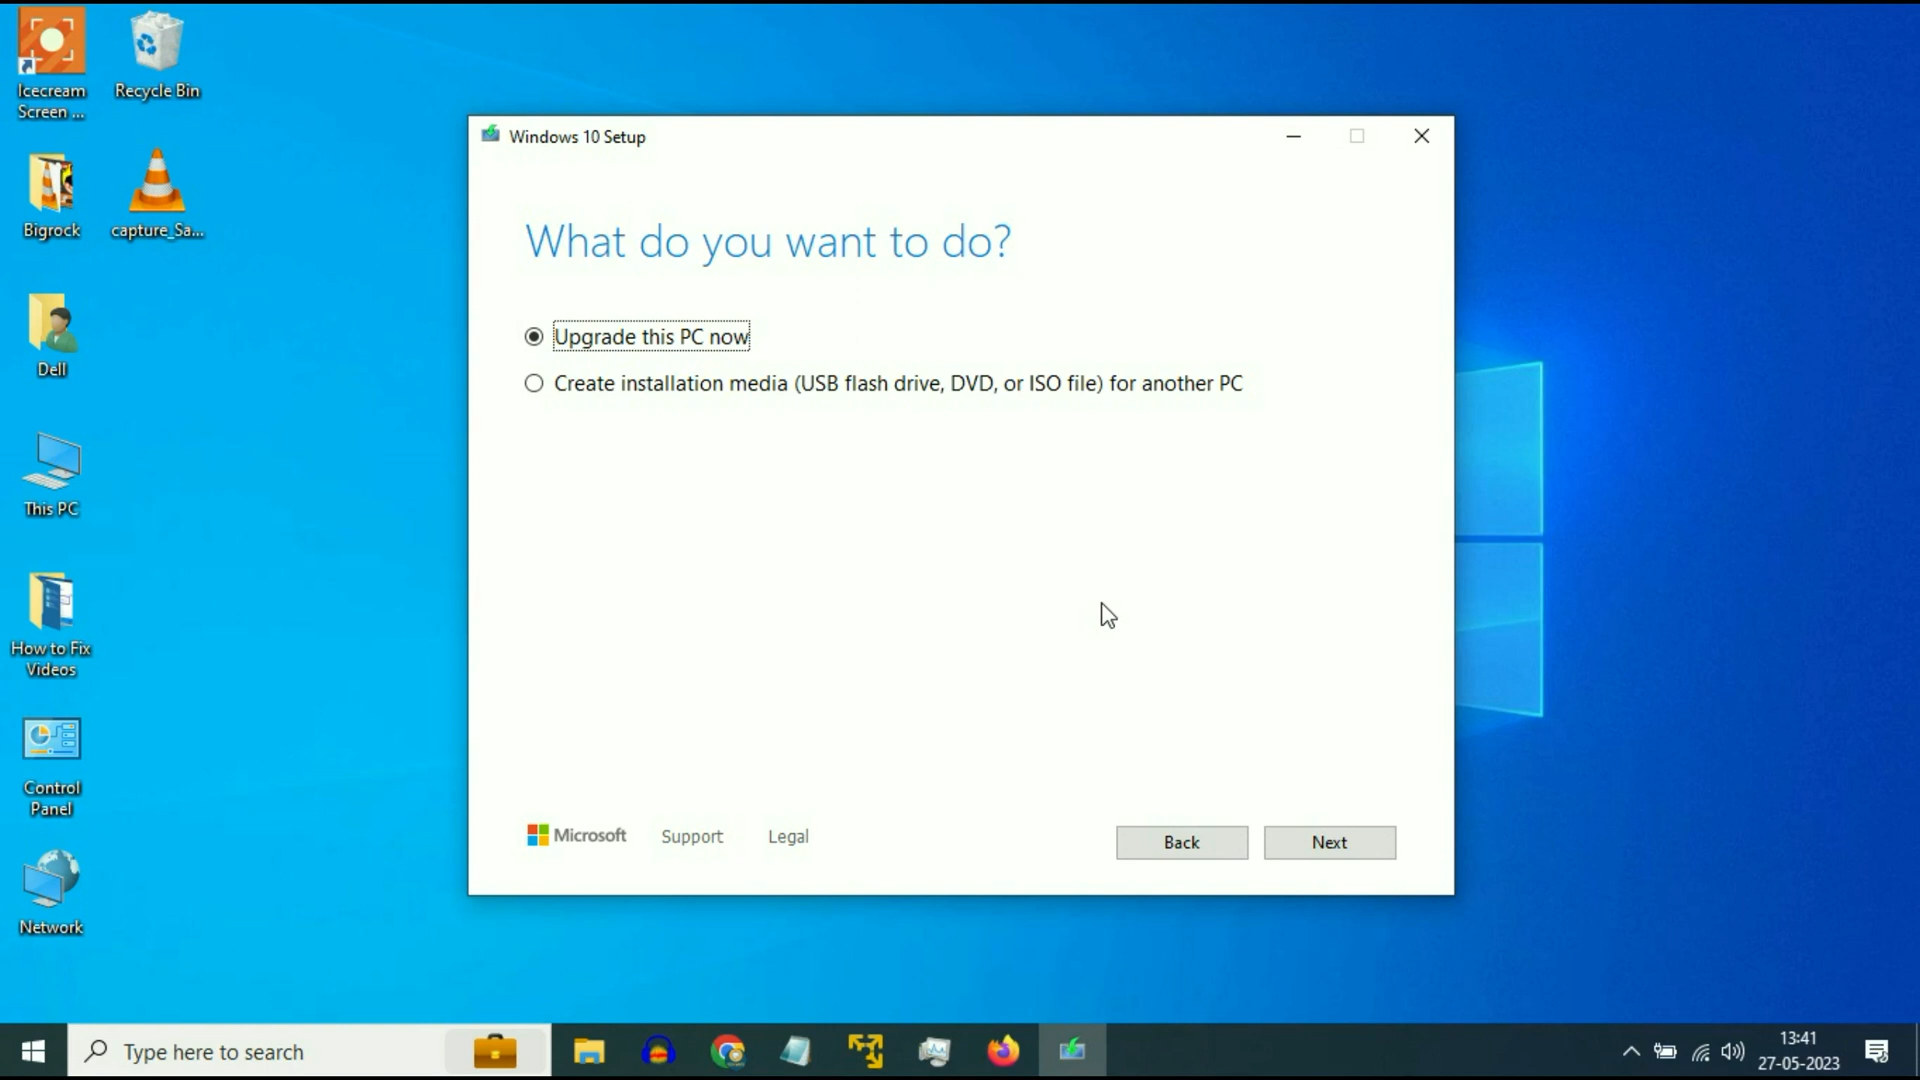 Icecream
Screen ...
Recycle Bin
Bigrock
capture_Sa...
Dell
This PC
How to Fix
Videos
Control
Panel
Network
Windows 10 Setup
What do you want to do?
Upgrade this PC now
Create installation media (USB flash drive, DVD, or ISO file) for another PC
Microsoft
Support
Legal
Back
Next
Type here to search
13:41
27-05-2023